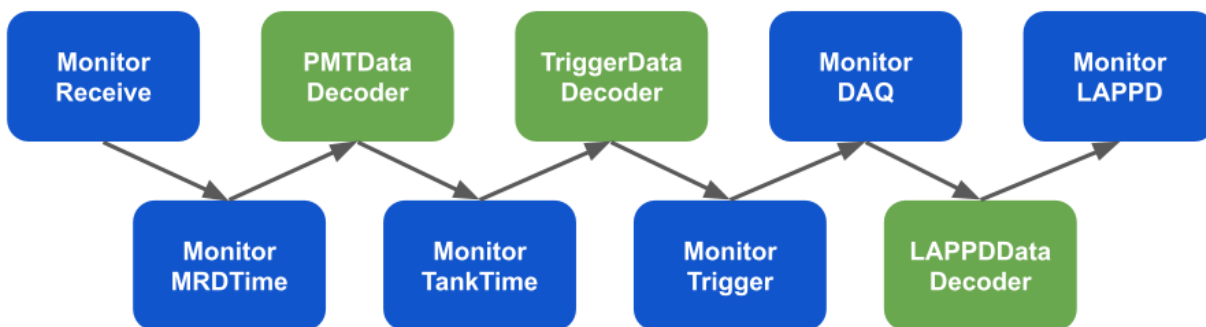 Monitor
Receive
PMTData
Decoder
TriggerData
Decoder
Monitor
DAQ
Monitor
LAPPD
Monitor
MRDTime
Monitor
TankTime
Monitor
Trigger
LAPPDData
Decoder